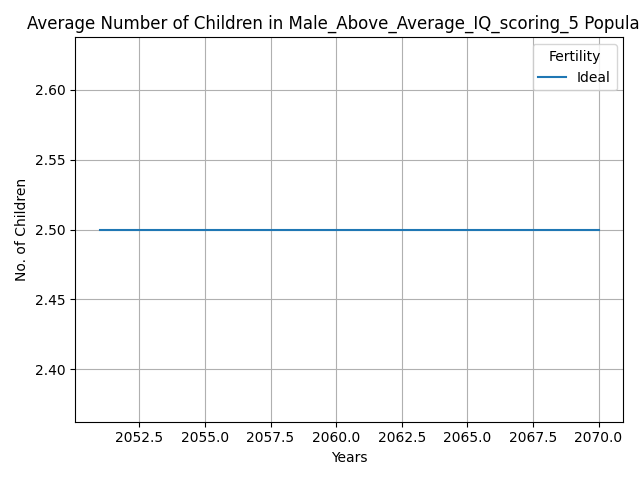 Average Number of Children in Male_Above_Average_IQ_scoring_5 Popula
Fertility
Ideal
2.60
2.55
2.50
2.45
2.40
No. of Children
2052.5 2055.0 2057.5 2060.0 2062.5 2065.0 2067.5 2070.0
Years